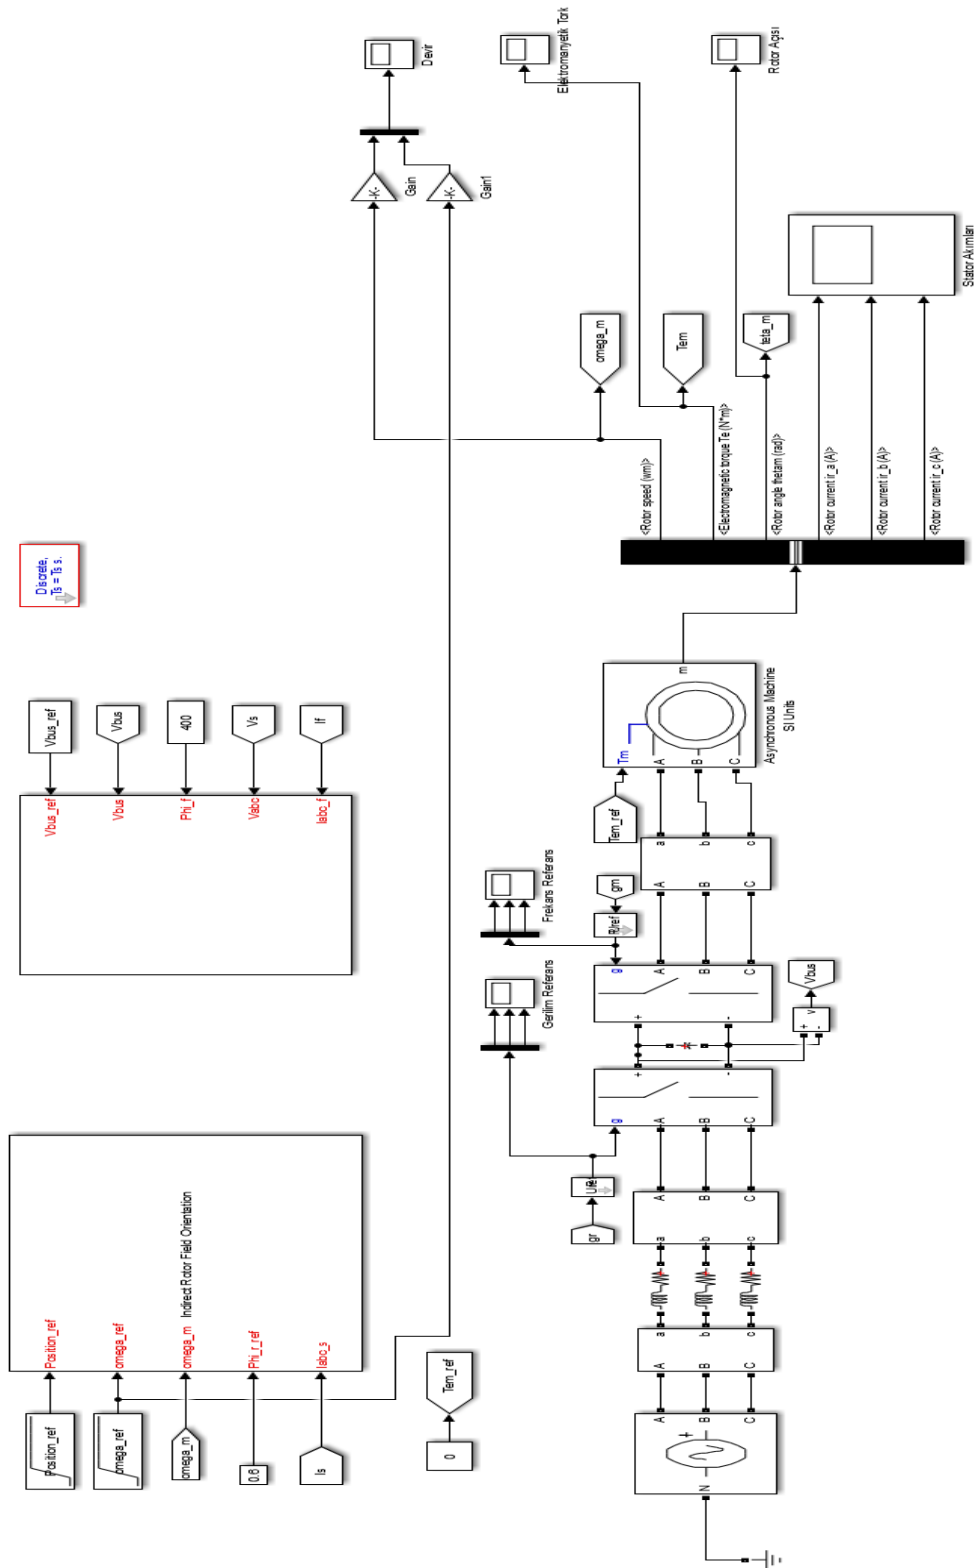 Position_ref
omega_ref
omega_m
0.6
Is
Position_ref
omega_ref
omega_m
Phi_r_ref
Iabc_s
Indirect Rotor Field Orientation
0
Tem_ref
Vbus_ref
Vbus
Phi_f
Vabc
Iabc_f
Vbus_ref
Vbus
400
Vs
If
Discrete,
Ts = Ts s.
-K-
Gain
-K-
Gain1
Devir
Elektromanyetik Tork
Rotor Açısı
omega_m
Tem
teta_m
Stator Akımları
<Rotor speed (wm)>
<Electromagnetic torque Te (N*m)>
<Rotor angle thetam (rad)>
<Rotor current ir_a (A)>
<Rotor current ir_b (A)>
<Rotor current ir_c (A)>
N
A
B
C
A
B
C
a
b
c
a
b
c
A
B
C
gr
Gerilim Referans
g
A
B
C
+
-
+
-
v
Vbus
+
-
g
A
B
C
gm
Frekans Referans
A
B
C
a
b
c
Tem_ref
Tm
A
B
C
m
Asynchronous Machine
SI Units